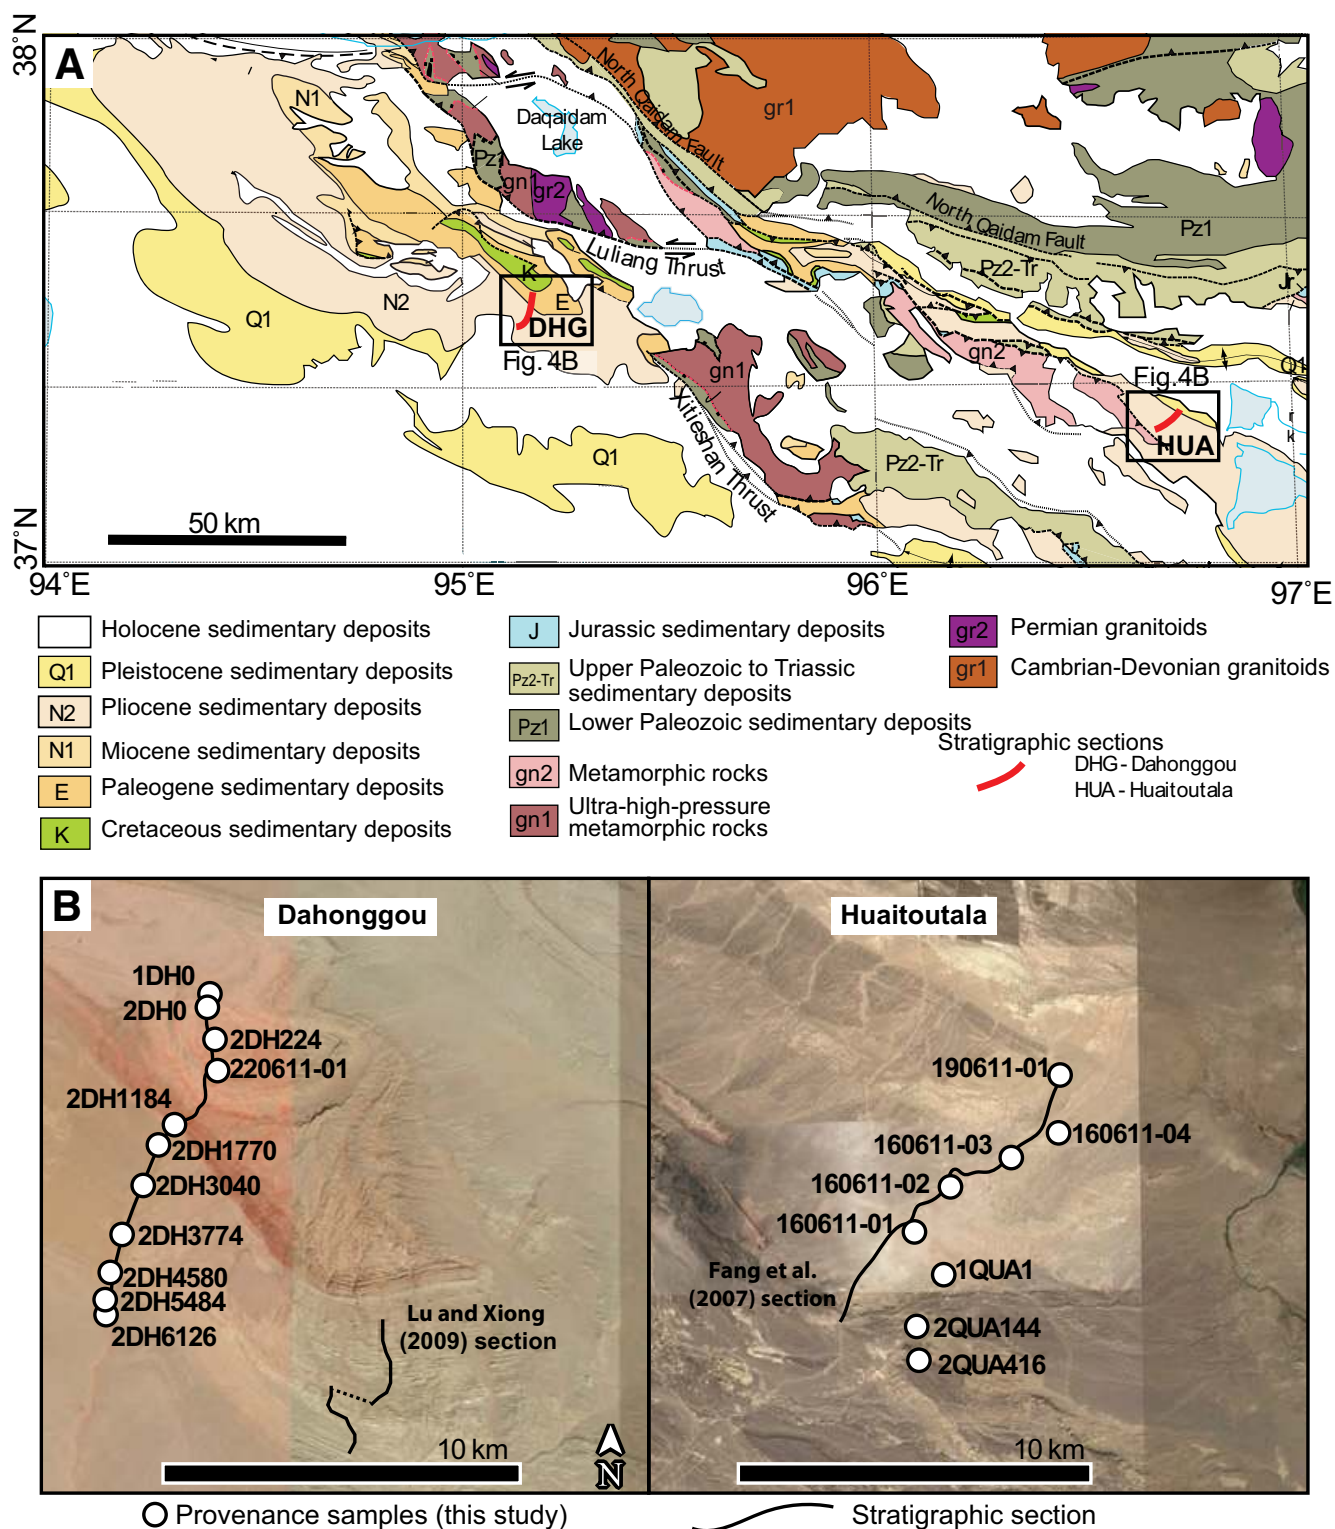 38°N
A
N1
Daqaidam
Lake
North Qaidam Fault
gr1
Pz1
gn1
gr2
North Qaidam Fault
Pz1
Luliang Thrust
Pz2-Tr
K
E
N2
Q1
DHG
Fig. 4B
gn1
gn2
Q1
Fig.4B
HUA
Xitieshan Thrust
Q1
Pz2-Tr
50 km
37°N
94°E
95°E
96°E
97°E
Holocene sedimentary deposits
Q1 Pleistocene sedimentary deposits
N2 Pliocene sedimentary deposits
N1 Miocene sedimentary deposits
E Paleogene sedimentary deposits
K Cretaceous sedimentary deposits
J Jurassic sedimentary deposits
Pz2-Tr Upper Paleozoic to Triassic
sedimentary deposits
Pz1 Lower Paleozoic sedimentary deposits
gn2 Metamorphic rocks
gn1 Ultra-high-pressure
metamorphic rocks
gr2 Permian granitoids
gr1 Cambrian-Devonian granitoids
Stratigraphic sections
DHG - Dahonggou
HUA - Huaitoutala
B
Dahonggou
1DH0
2DH0
2DH224
220611-01
2DH1184
2DH1770
2DH3040
2DH3774
2DH4580
2DH5484
2DH6126
Lu and Xiong
(2009) section
10 km
N
Huaitoutala
190611-01
160611-04
160611-03
160611-02
160611-01
1QUA1
Fang et al.
(2007) section
2QUA144
2QUA416
10 km
Provenance samples (this study)
Stratigraphic section